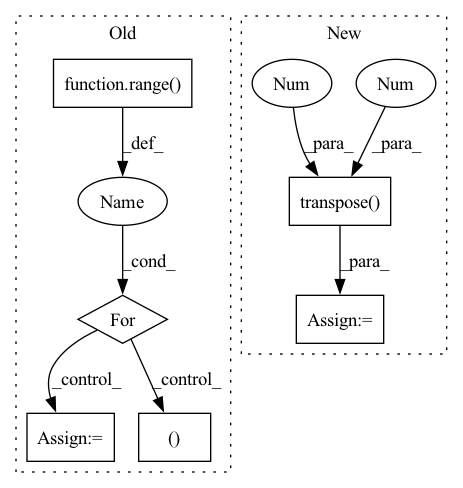 Old
function.range()
_def_
Name
_cond_
For
_control_
_control_
Assign:=
()
New
Num
Num
_para_
_para_
transpose()
_para_
Assign:=